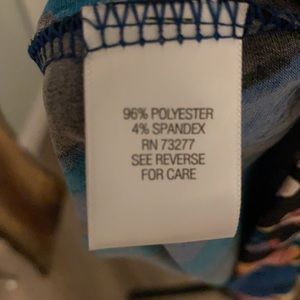 96% POLYESTER
4% SPANDEX
RN 73277
SEE REVERSE
FOR CARE